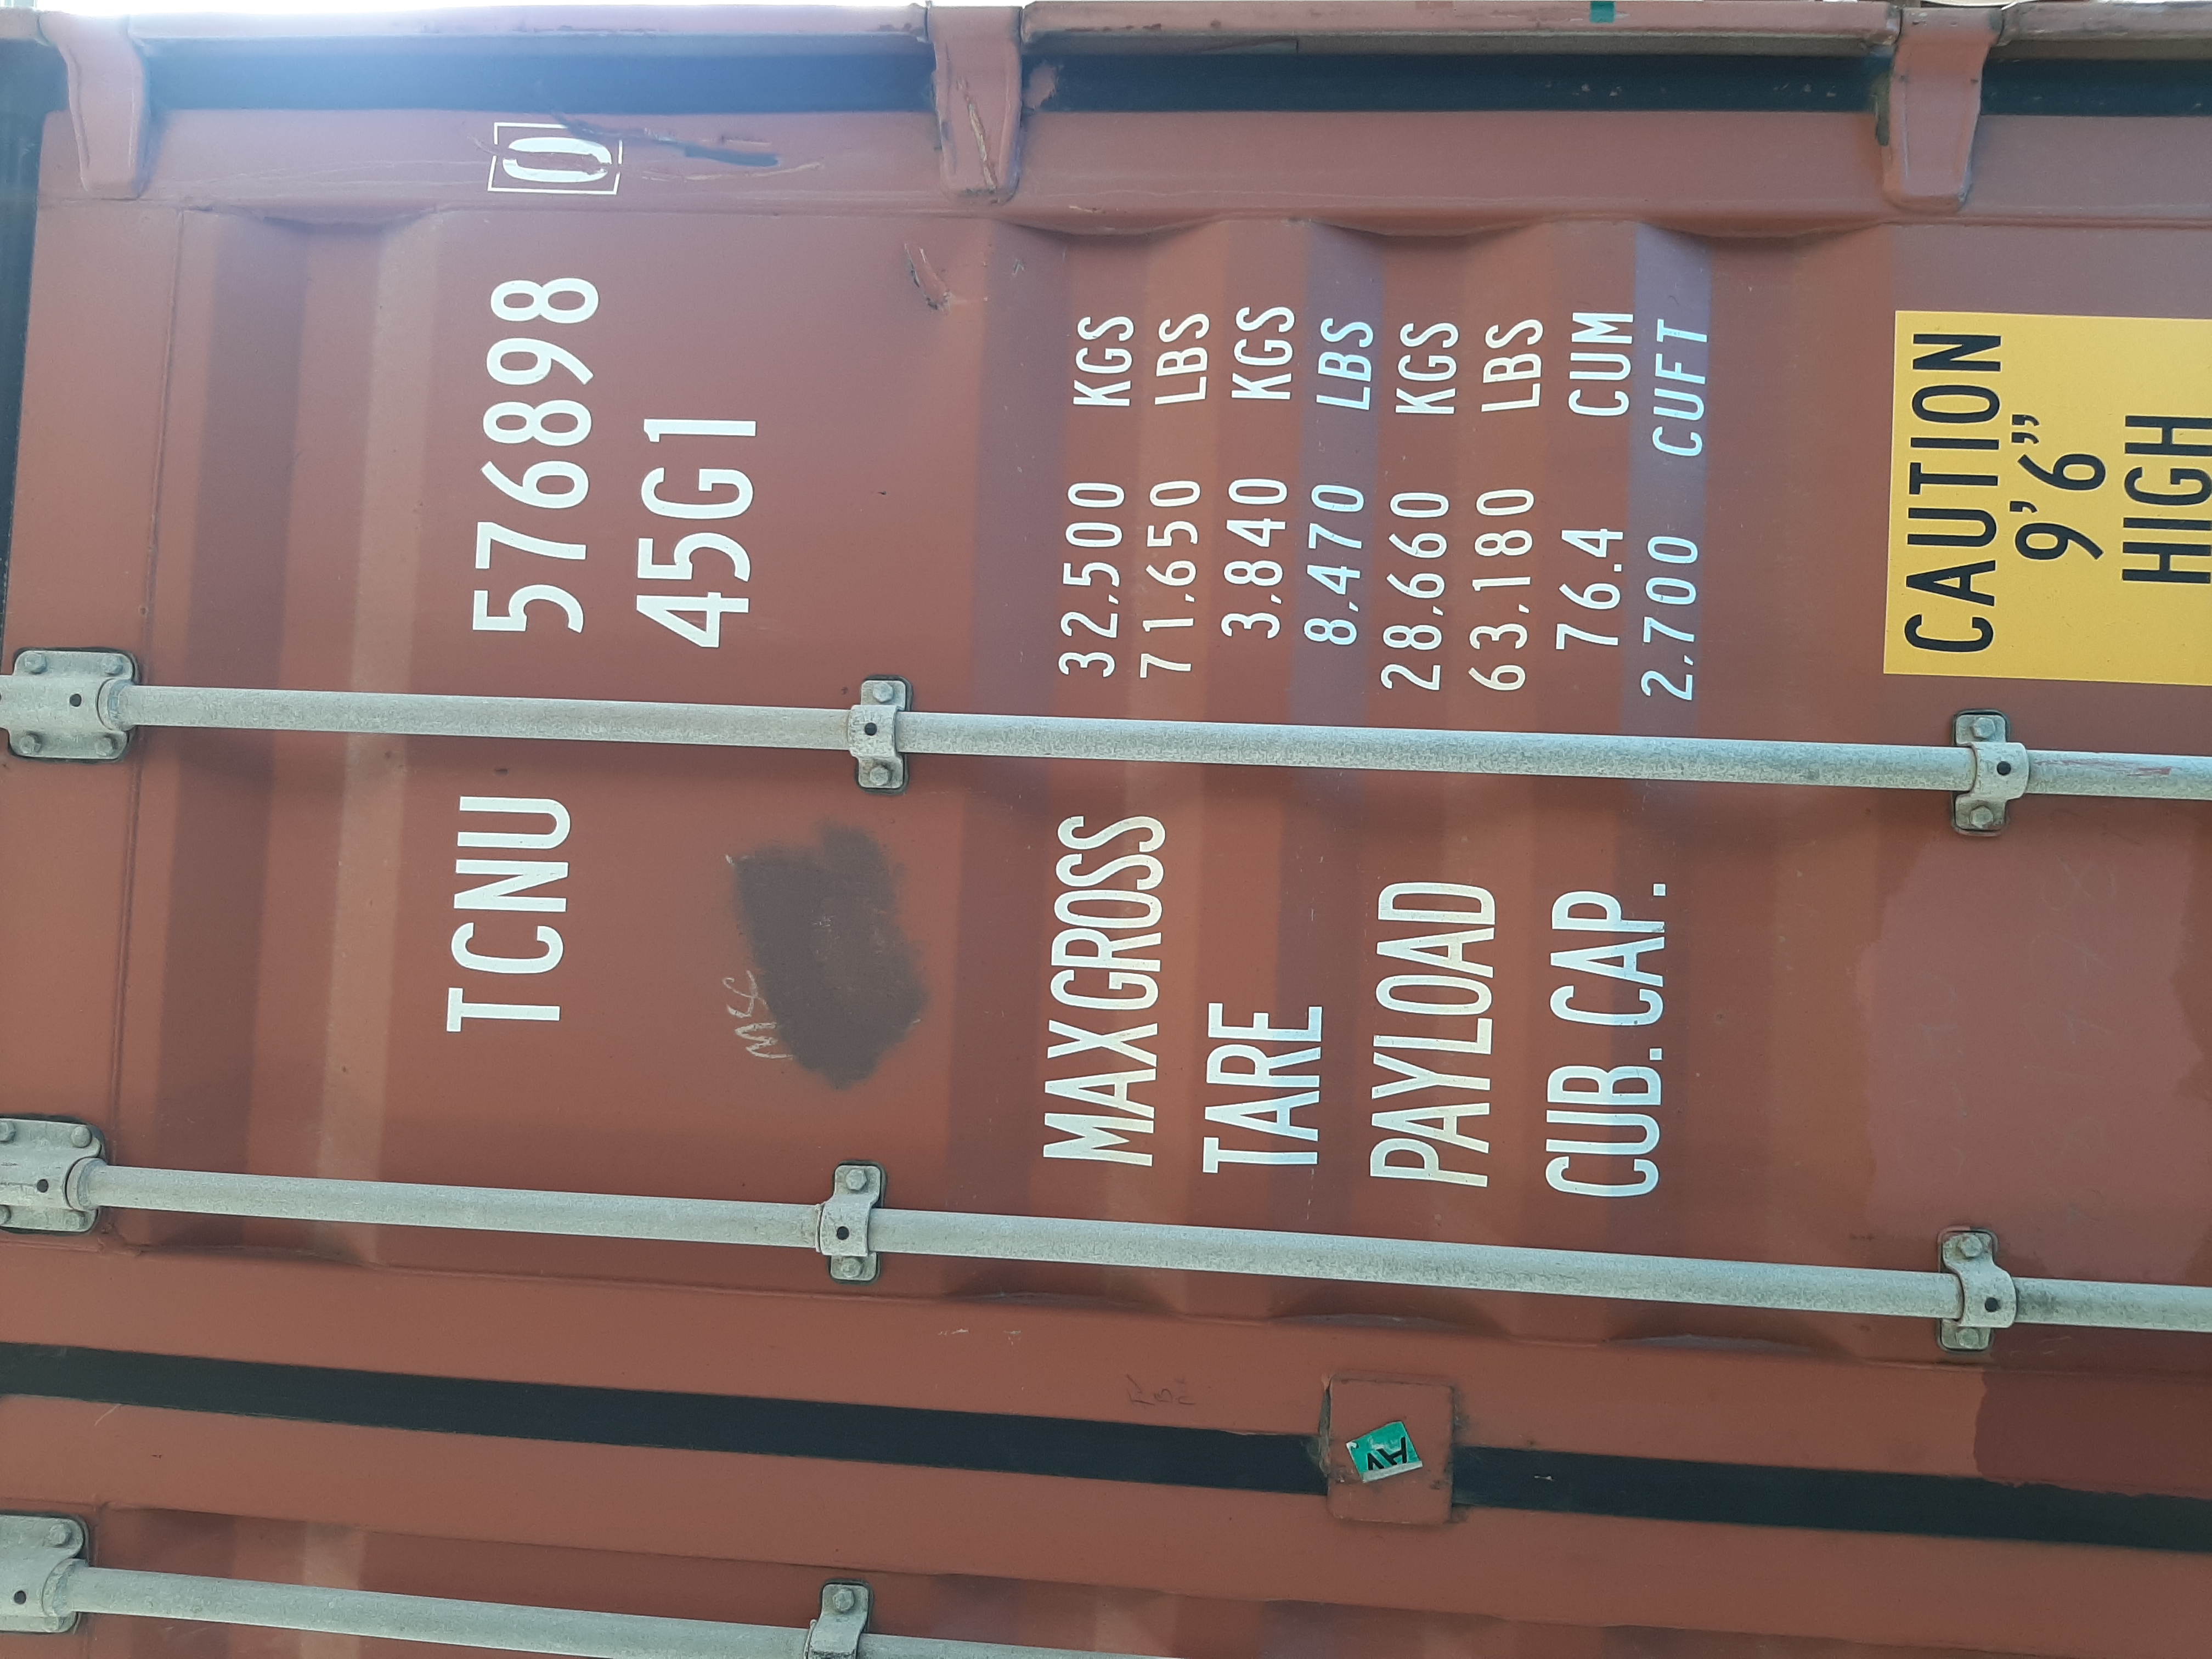 TCNU 576898 0
45G1
MSC
MAX GROSS 32,500 KGS
71,650 LBS
TARE 3,840 KGS
8,470 LBS
PAYLOAD 28,660 KGS
63,180 LBS
CUB. CAP. 76.4 CUM
2,700 CUFT
CAUTION
9'6"
HIGH
AV